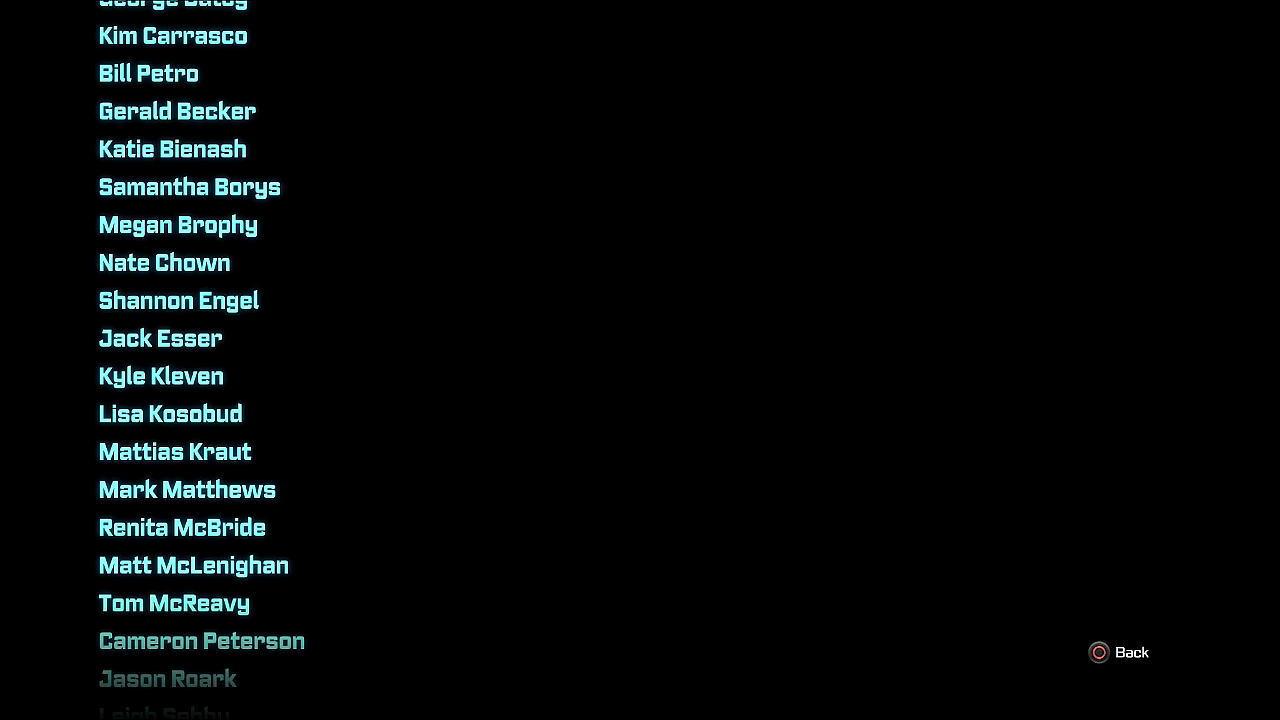 Kim Carrasco
Bill Petro
Gerald Becker
Katie Bienash
Samantha Borys
Megan Brophy
Nate Chown
Shannon Engel
Jack Esser
Kyle Kleven
Lisa Kosobud
Mattias Kraut
Mark Matthews
Renita McBride
Matt McLenighan
Tom McReavy
Cameron Peterson
Back
Jason Roark
Leigh